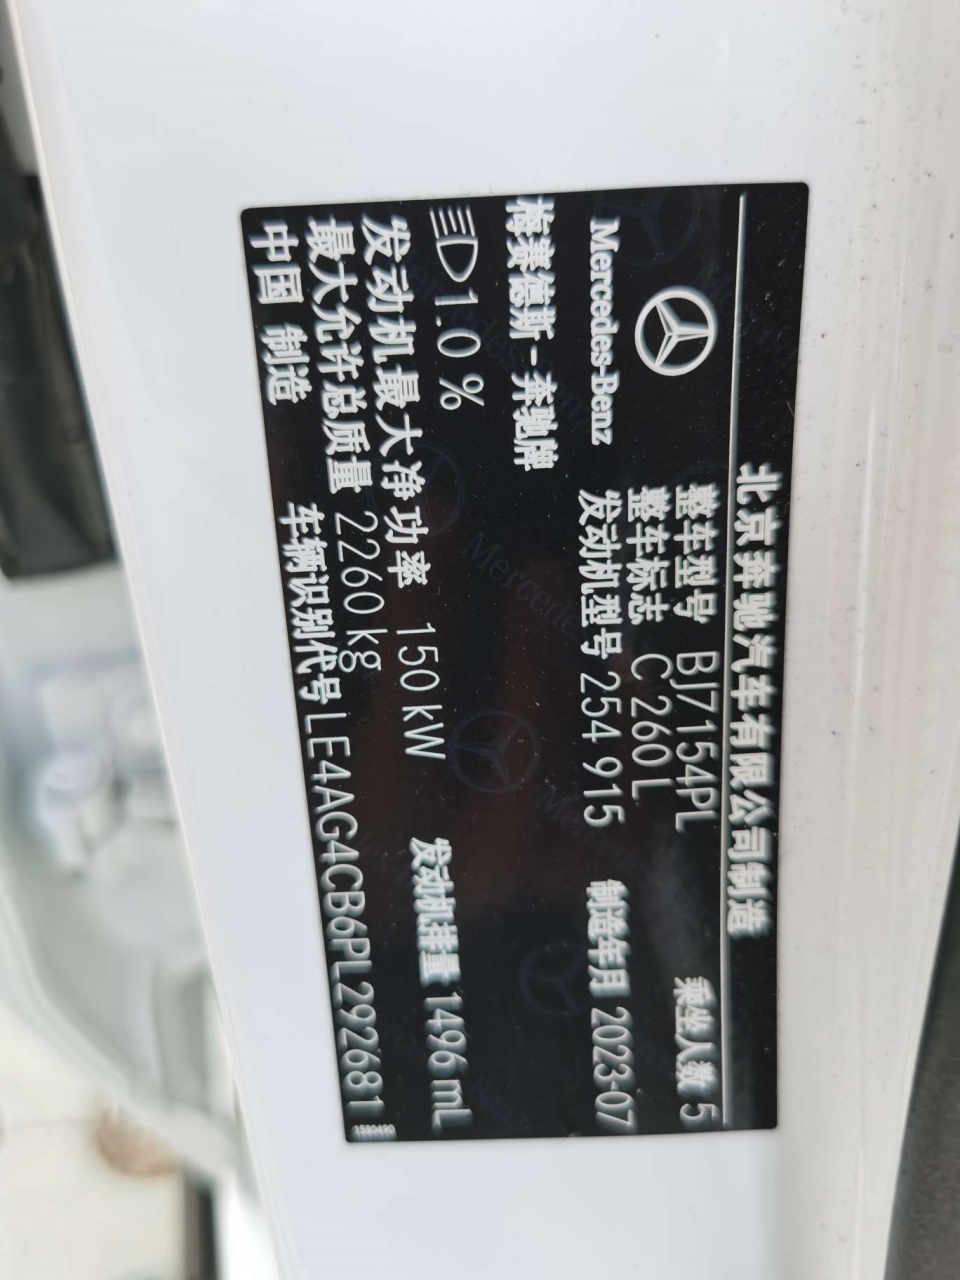 北京奔驰汽车有限公司制造
整车型号 BJ7154PL 乘坐人数 5
整车标志 C 260 L
Mercedes-Benz 发动机型号 254 915 制造年月 2023-07
梅赛德斯-奔驰牌
1.0 %
发动机最大净功率 150 kW 发动机排量 1496 mL
最大允许总质量 2260 kg
中国 制造 车辆识别代号 LE4AG4CB6PL292681
1580490